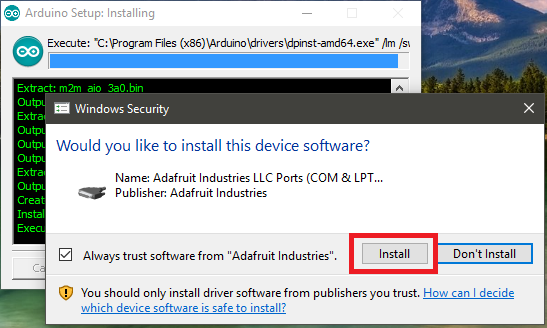 Arduino Setup: Installing
Execute: "C:\Program Files (x86)\Arduino\drivers\dpinst-amd64.exe" /lm /sw
Extract: m2m_aio_3a0.bin
Outpu
Extra
Outpu
Outpu
Outpu
Extra
Outpu
Creat
Instal
Execu
Ca
Windows Security
Would you like to install this device software?
Name: Adafruit Industries LLC Ports (COM & LPT...
Publisher: Adafruit Industries
Always trust software from "Adafruit Industries".
Install
Don't Install
You should only install driver software from publishers you trust. How can I decide
which device software is safe to install?